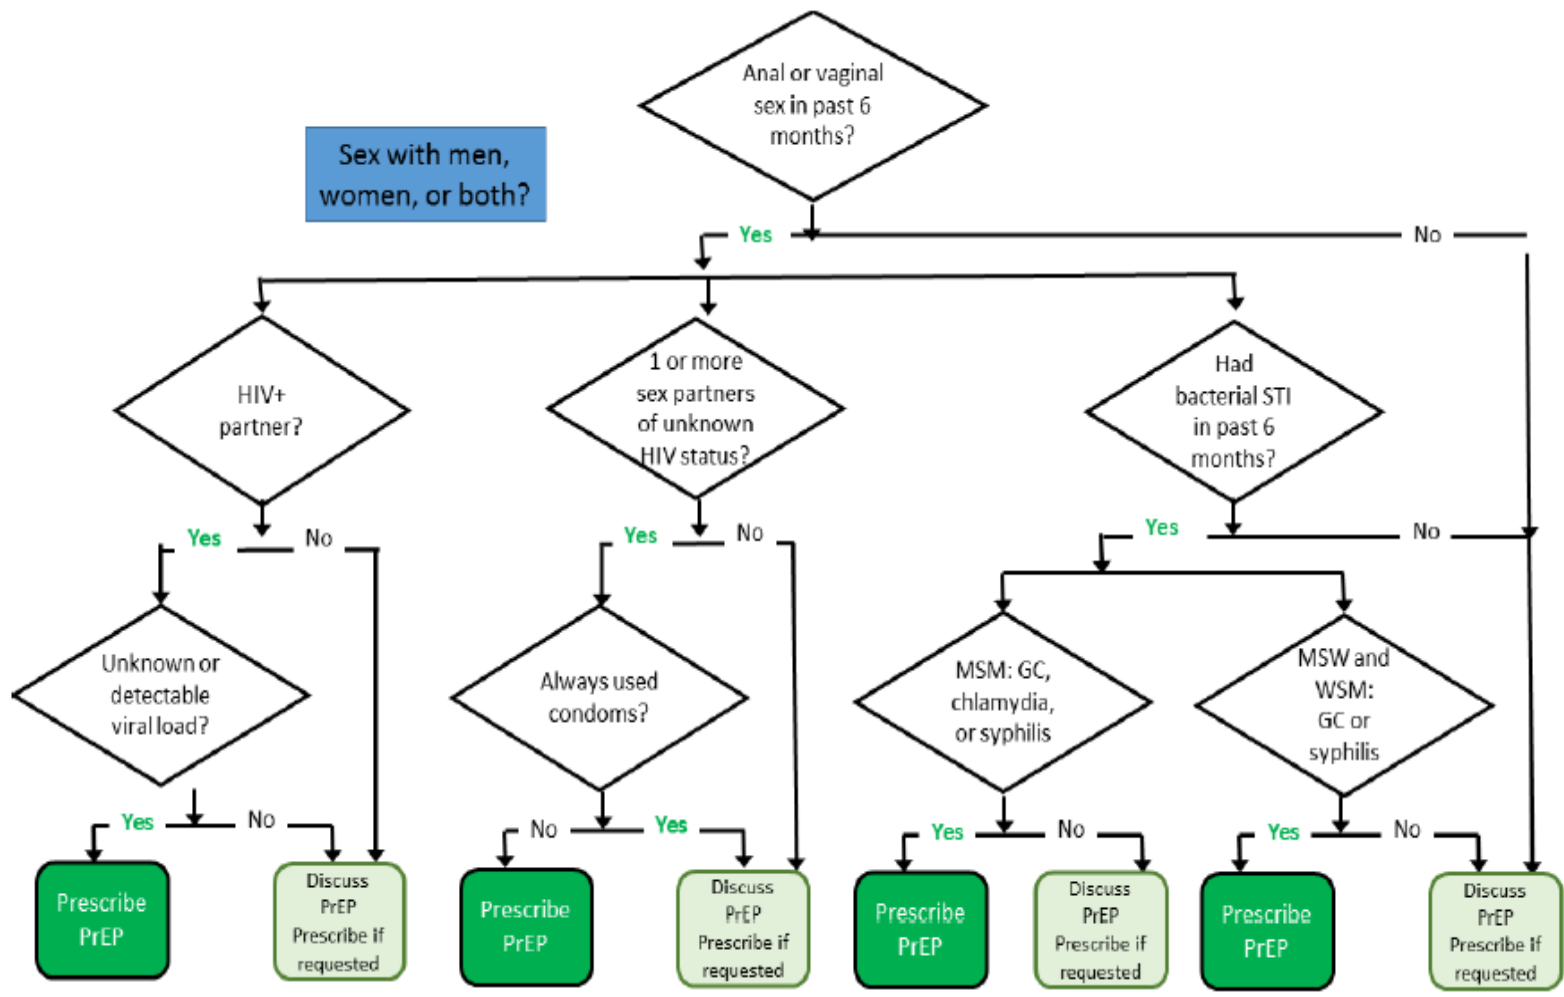 Anal or vaginal
sex in past 6
months?
Sex with men,
women, or both?
Yes
No
HIV+
partner?
1 or more
sex partners
of unknown
HIV status?
Had
bacterial STI
in past 6
months?
Yes
No
Yes
No
Yes
No
Unknown or
detectable
viral load?
Always used
condoms?
MSM: GC,
chlamydia,
or syphilis
MSW and
WSM:
GC or
syphilis
Yes
No
No
Yes
Yes
No
Yes
No
Prescribe
PrEP
Discuss
PrEP
Prescribe if
requested
Prescribe
PrEP
Discuss
PrEP
Prescribe if
requested
Prescribe
PrEP
Discuss
PrEP
Prescribe if
requested
Prescribe
PrEP
Discuss
PrEP
Prescribe if
requested